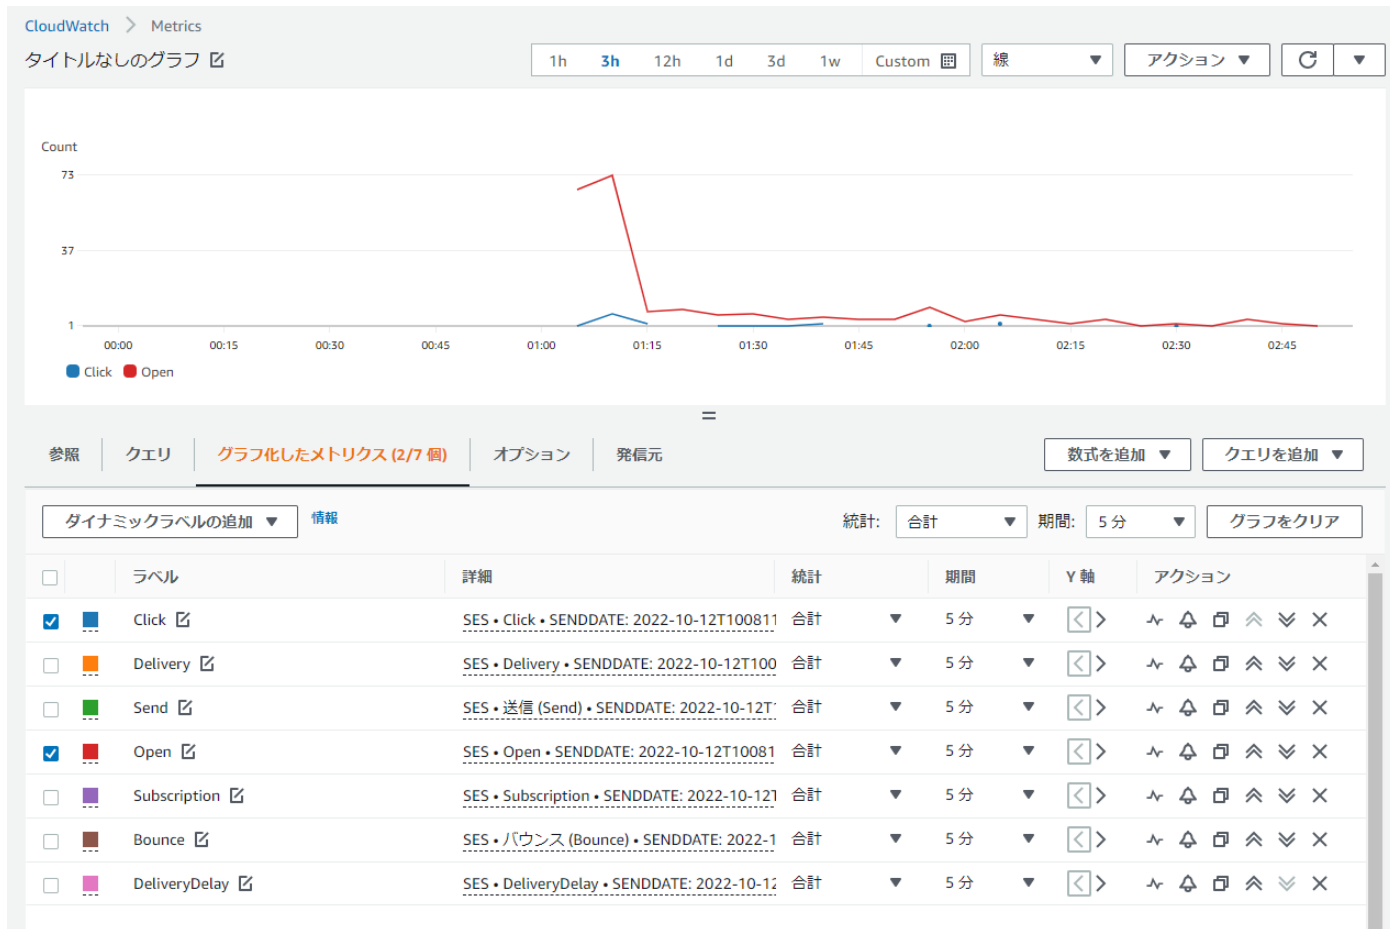 CloudWatch > Metrics
タイトルなしのグラフ
1h 3h 12h 1d 3d 1w Custom 線 アクション
Count
73
37
1
00:00 00:15 00:30 00:45 01:00 01:15 01:30 01:45 02:00 02:15 02:30 02:45
Click Open
参照 クエリ グラフ化したメトリクス (2/7 個) オプション 発信元 数式を追加 クエリを追加
ダイナミックラベルの追加 情報 統計: 合計 期間: 5 分 グラフをクリア
ラベル 詳細 統計 期間 Y 軸 アクション
Click SES • Click • SENDDATE: 2022-10-12T100811 合計 5 分
Delivery SES • Delivery • SENDDATE: 2022-10-12T100 合計 5 分
Send SES • 送信 (Send) • SENDDATE: 2022-10-12T 合計 5 分
Open SES • Open • SENDDATE: 2022-10-12T10081 合計 5 分
Subscription SES • Subscription • SENDDATE: 2022-10-12T 合計 5 分
Bounce SES • バウンス (Bounce) • SENDDATE: 2022-1 合計 5 分
DeliveryDelay SES • DeliveryDelay • SENDDATE: 2022-10-12 合計 5 分